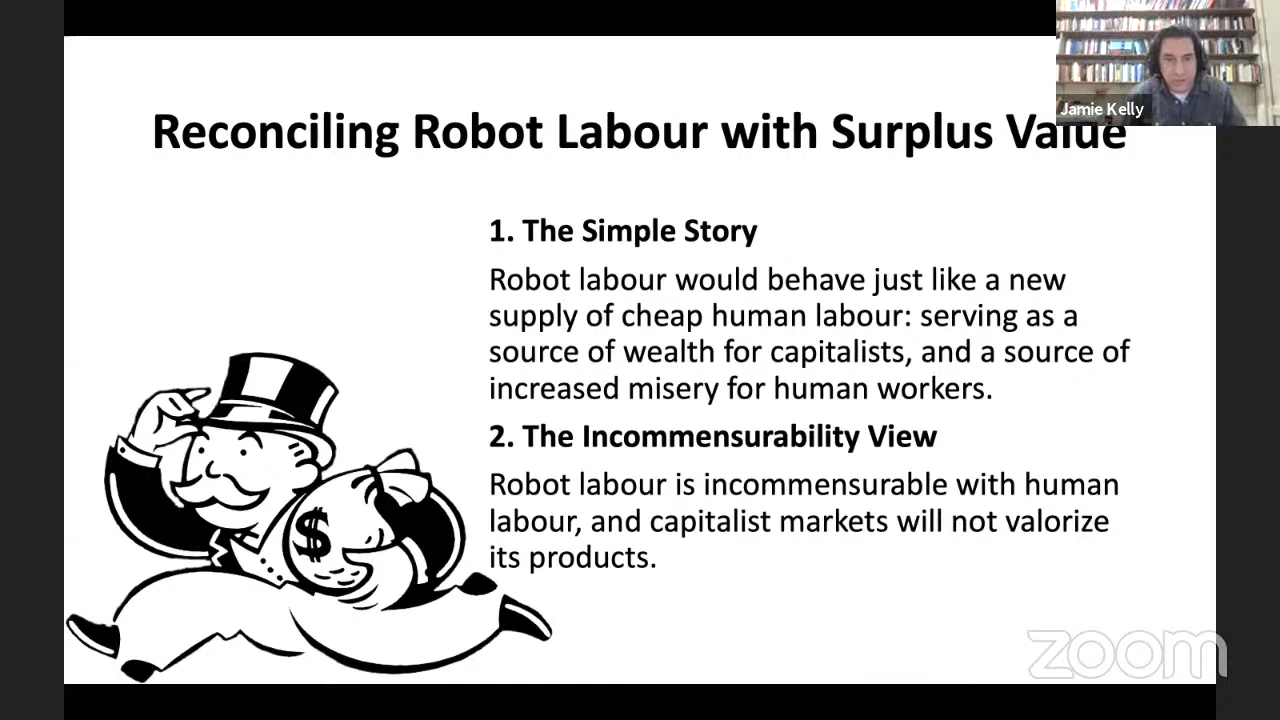 Jamie Kelly
Reconciling Robot Labour with Surplus Value
1. The Simple Story
Robot labour would behave just like a new
supply of cheap human labour: serving as a
source of wealth for capitalists, and a source of
increased misery for human workers.
2. The Incommensurability View
Robot labour is incommensurable with human
labour, and capitalist markets will not valorize
its products.
$
zoom